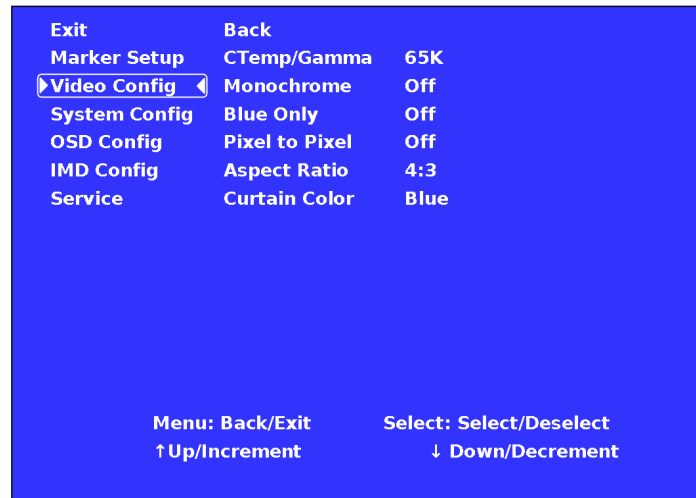 Exit Back
Marker Setup CTemp/Gamma 65K
Video Config Monochrome Off
System Config Blue Only Off
OSD Config Pixel to Pixel Off
IMD Config Aspect Ratio 4:3
Service Curtain Color Blue
Menu: Back/Exit Select: Select/Deselect
↑Up/Increment ↓ Down/Decrement